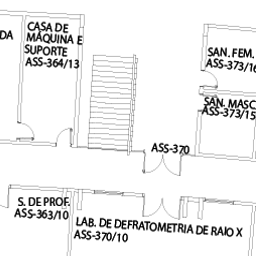 DA
CASA DE
MÁQUINA E
SUPORTE
ASS-364/13
SAN. FEM.
ASS-373/16
SAN. MASC
ASS-373/15
ASS-370
S. DE PROF.
ASS-363/10
LAB. DE DEFRATOMETRIA DE RAIO X
ASS-370/10